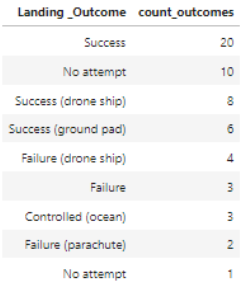 Landing _Outcome count_outcomes
Success 20
No attempt 10
Success (drone ship) 8
Success (ground pad) 6
Failure (drone ship) 4
Failure 3
Controlled (ocean) 3
Failure (parachute) 2
No attempt 1